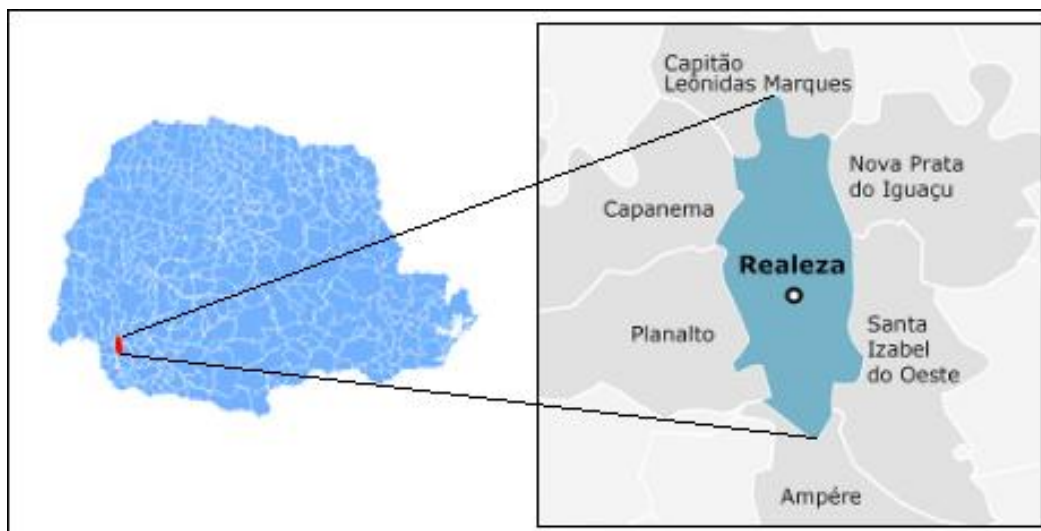 Capitão
Leônidas Marques
Nova Prata
do Iguaçu
Capanema
Realeza
Planalto
Santa
Izabel
do Oeste
Ampére